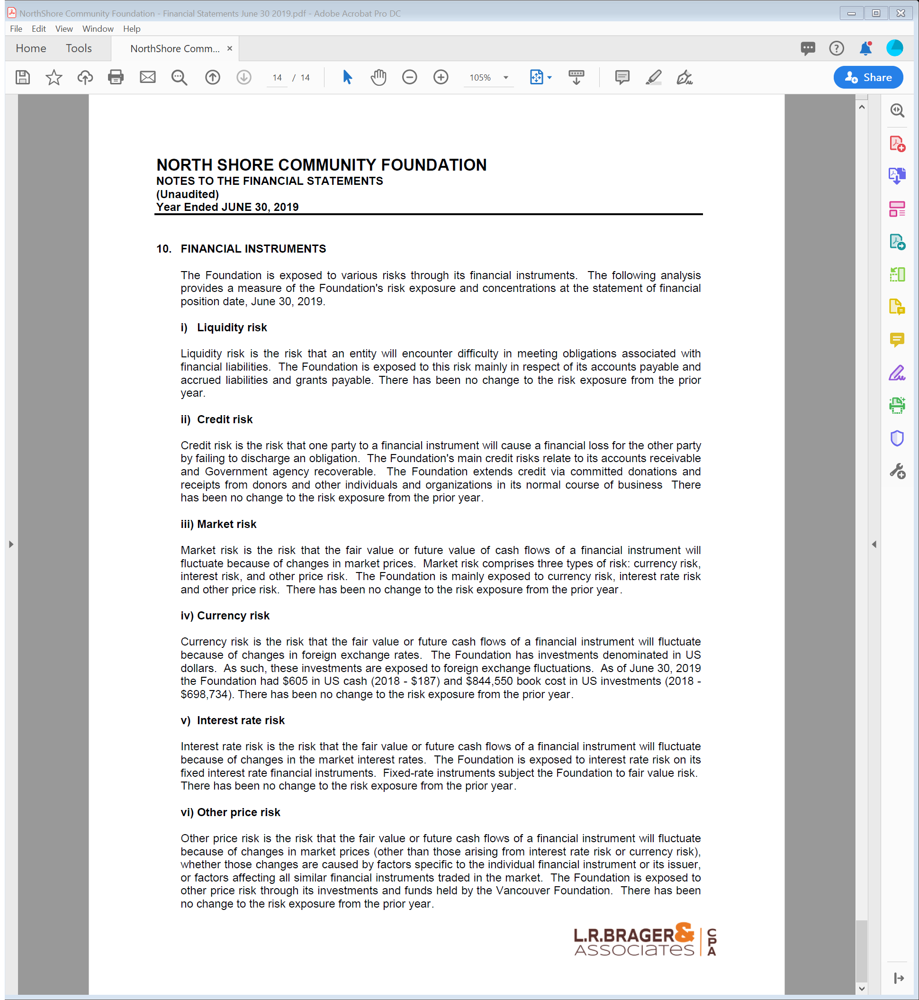 NorthShore Community Foundation - Financial Statements June 30 2019.pdf - Adobe Acrobat Pro DC
File Edit View Window Help
Home Tools NorthShore Comm... ×
14 / 14 105% Share
NORTH SHORE COMMUNITY FOUNDATION
NOTES TO THE FINANCIAL STATEMENTS
(Unaudited)
Year Ended JUNE 30, 2019
10. FINANCIAL INSTRUMENTS
The Foundation is exposed to various risks through its financial instruments. The following analysis
provides a measure of the Foundation's risk exposure and concentrations at the statement of financial
position date, June 30, 2019.
i) Liquidity risk
Liquidity risk is the risk that an entity will encounter difficulty in meeting obligations associated with
financial liabilities. The Foundation is exposed to this risk mainly in respect of its accounts payable and
accrued liabilities and grants payable. There has been no change to the risk exposure from the prior
year.
ii) Credit risk
Credit risk is the risk that one party to a financial instrument will cause a financial loss for the other party
by failing to discharge an obligation. The Foundation's main credit risks relate to its accounts receivable
and Government agency recoverable. The Foundation extends credit via committed donations and
receipts from donors and other individuals and organizations in its normal course of business There
has been no change to the risk exposure from the prior year.
iii) Market risk
Market risk is the risk that the fair value or future value of cash flows of a financial instrument will
fluctuate because of changes in market prices. Market risk comprises three types of risk: currency risk,
interest risk, and other price risk. The Foundation is mainly exposed to currency risk, interest rate risk
and other price risk. There has been no change to the risk exposure from the prior year.
iv) Currency risk
Currency risk is the risk that the fair value or future cash flows of a financial instrument will fluctuate
because of changes in foreign exchange rates. The Foundation has investments denominated in US
dollars. As such, these investments are exposed to foreign exchange fluctuations. As of June 30, 2019
the Foundation had $605 in US cash (2018 - $187) and $844,550 book cost in US investments (2018 -
$698,734). There has been no change to the risk exposure from the prior year.
v) Interest rate risk
Interest rate risk is the risk that the fair value or future cash flows of a financial instrument will fluctuate
because of changes in the market interest rates. The Foundation is exposed to interest rate risk on its
fixed interest rate financial instruments. Fixed-rate instruments subject the Foundation to fair value risk.
There has been no change to the risk exposure from the prior year.
vi) Other price risk
Other price risk is the risk that the fair value or future cash flows of a financial instrument will fluctuate
because of changes in market prices (other than those arising from interest rate risk or currency risk),
whether those changes are caused by factors specific to the individual financial instrument or its issuer,
or factors affecting all similar financial instruments traded in the market. The Foundation is exposed to
other price risk through its investments and funds held by the Vancouver Foundation. There has been
no change to the risk exposure from the prior year.
L.R.BRAGER&
ASSOCIATES
CPA